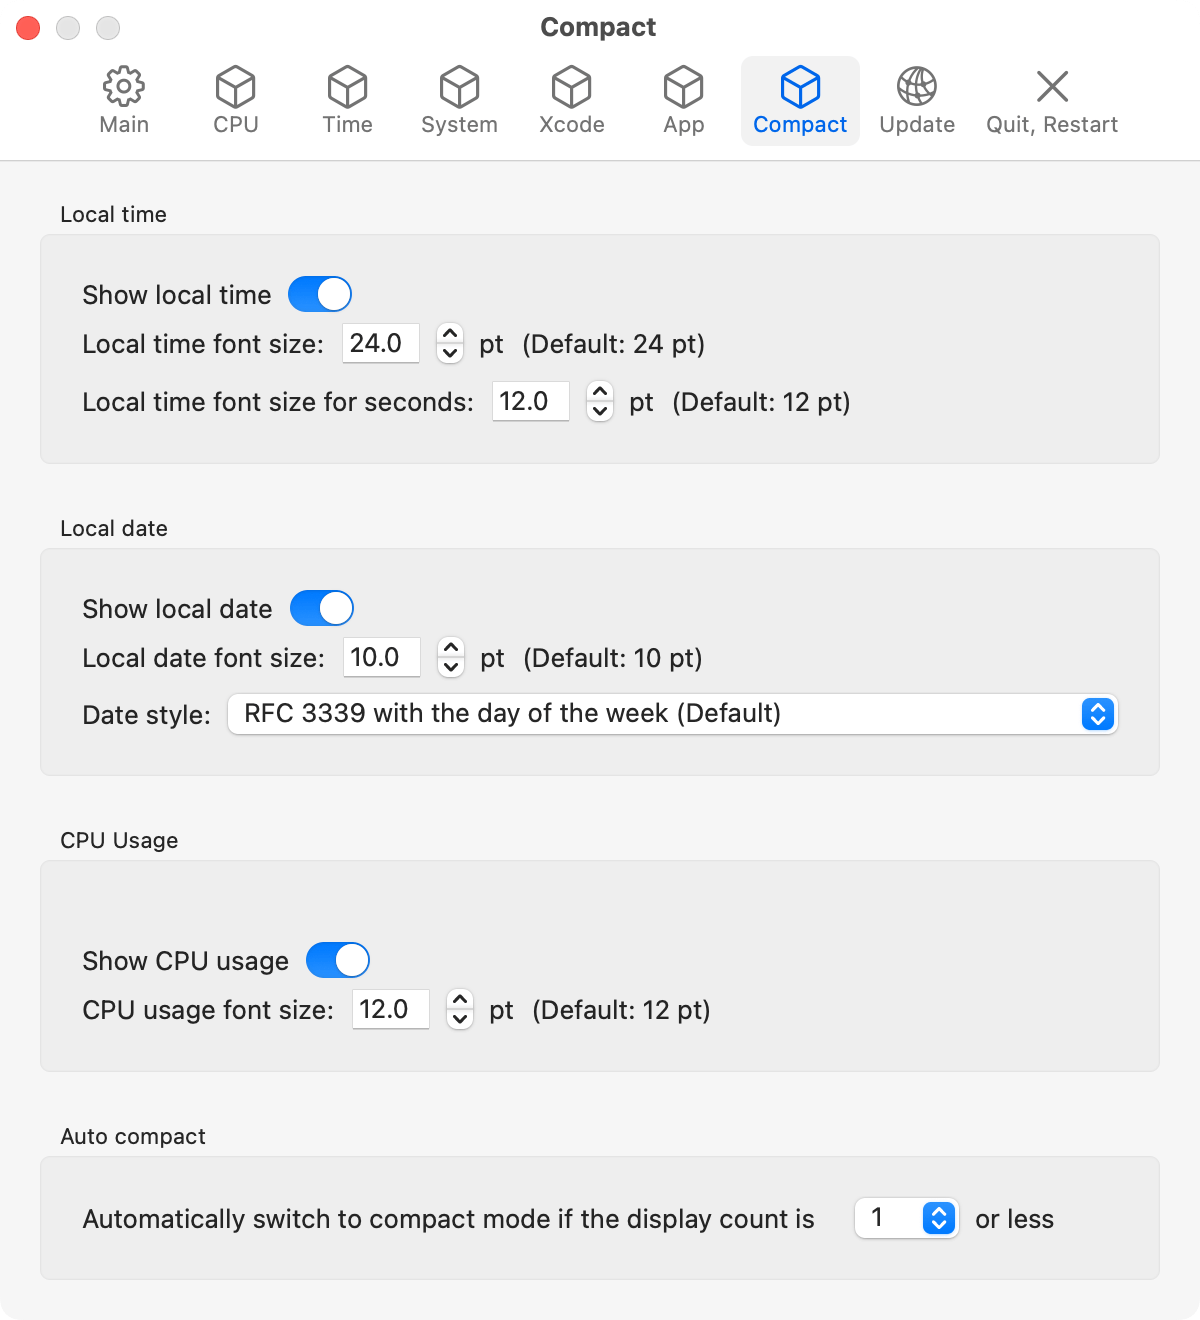 Compact
Main CPU Time System Xcode App Compact Update Quit, Restart
Local time
Show local time
Local time font size: 24.0 pt (Default: 24 pt)
Local time font size for seconds: 12.0 pt (Default: 12 pt)
Local date
Show local date
Local date font size: 10.0 pt (Default: 10 pt)
Date style: RFC 3339 with the day of the week (Default)
CPU Usage
Show CPU usage
CPU usage font size: 12.0 pt (Default: 12 pt)
Auto compact
Automatically switch to compact mode if the display count is 1 or less